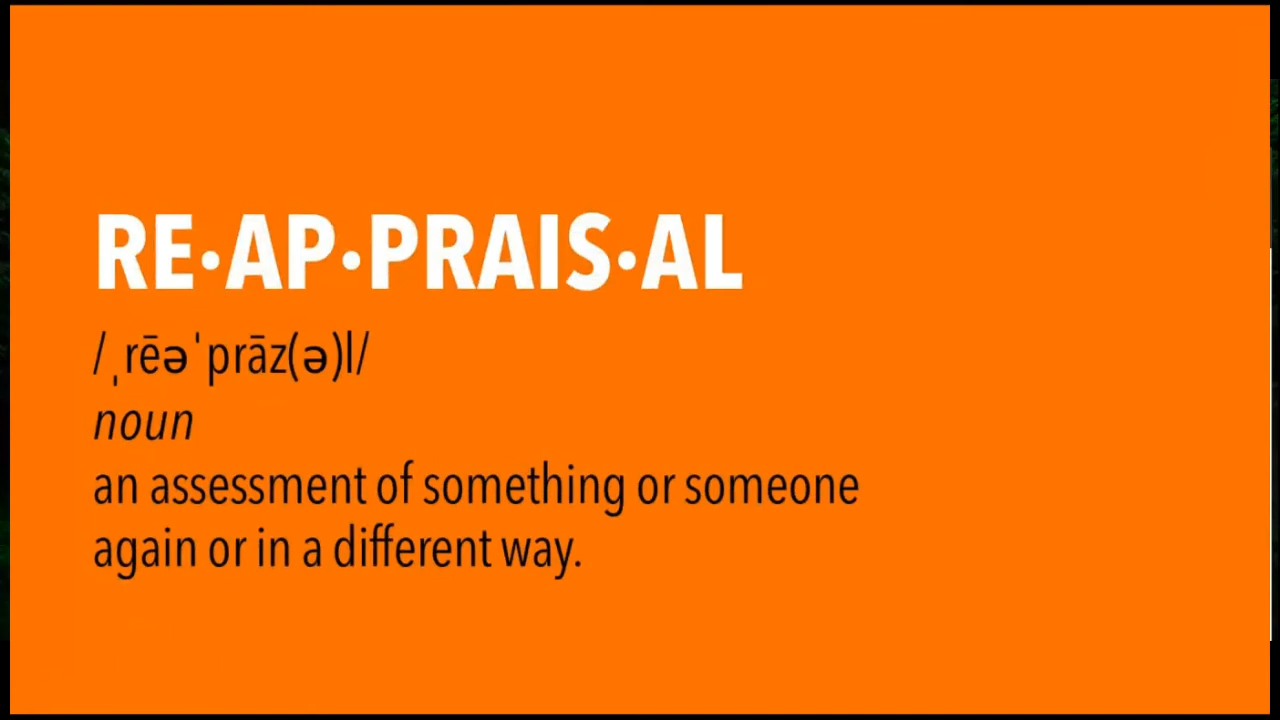 RE•AP•PRAIS•AL
/ˌrēəˈprāz(ə)l/
noun
an assessment of something or someone
again or in a different way.